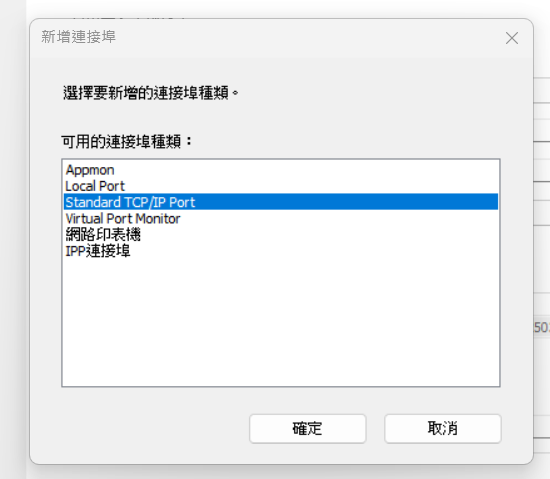 新增連接埠
選擇要新增的連接埠種類。
可用的連接埠種類：
Appmon
Local Port
Standard TCP/IP Port
Virtual Port Monitor
網路印表機
IPP連接埠
確定
取消